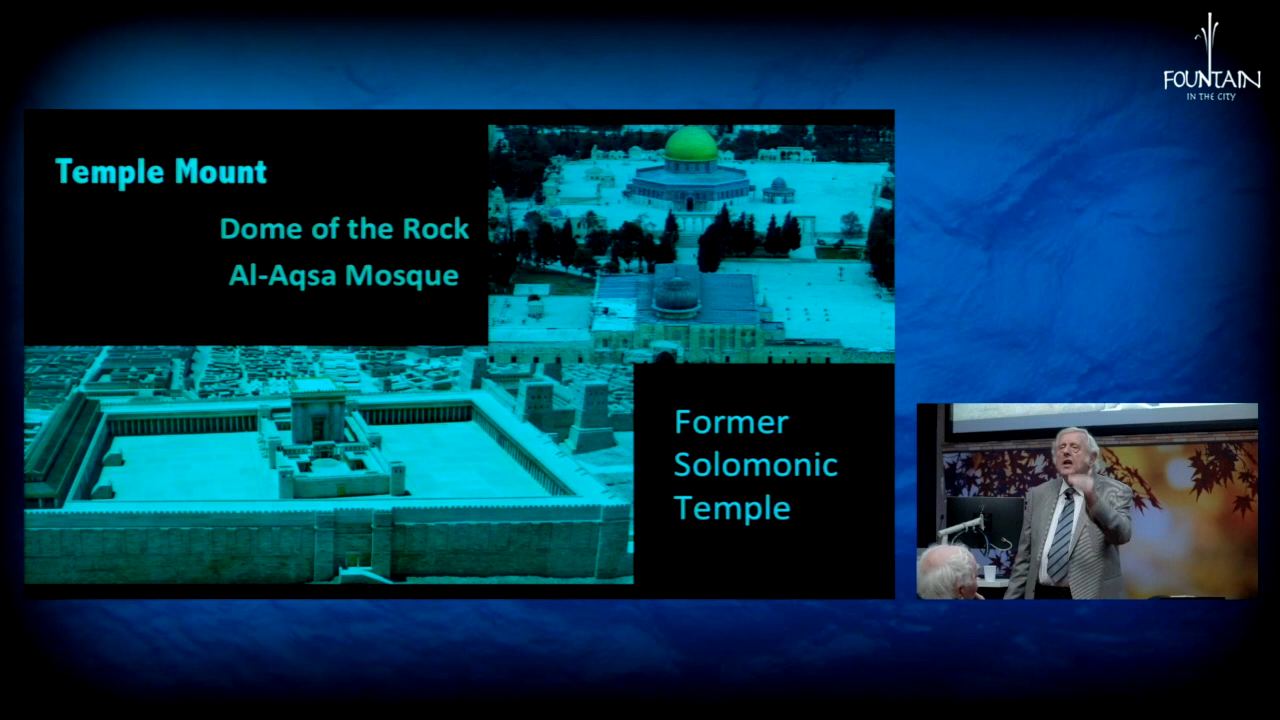 FOUNTAIN
IN THE CITY
Temple Mount
Dome of the Rock
Al-Aqsa Mosque
Former
Solomonic
Temple